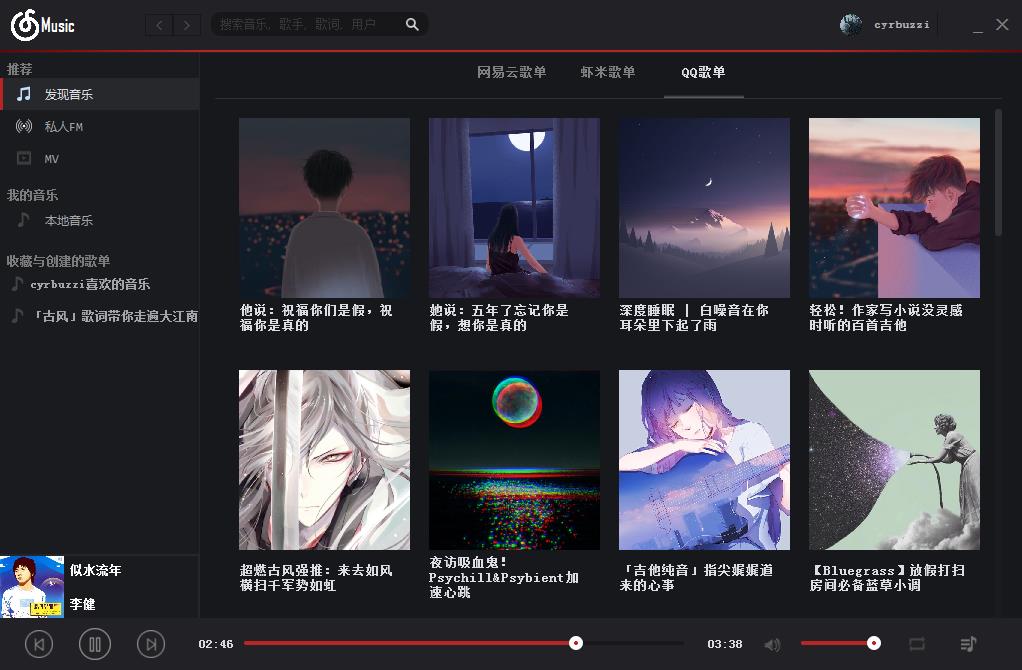 Music
搜索音乐, 歌手, 歌词, 用户
cyrbuzzi
推荐
发现音乐
私人FM
MV
我的音乐
本地音乐
收藏与创建的歌单
cyrbuzzi喜欢的音乐
「古风」歌词带你走遍大江南
网易云歌单
虾米歌单
QQ歌单
他说：祝福你们是假，祝
福你是真的
她说：五年了忘记你是
假，想你是真的
深度睡眠 | 白噪音在你
耳朵里下起了雨
轻松！作家写小说没灵感
时听的百首吉他
超燃古风强推：来去如风
横扫千军势如虹
夜访吸血鬼！
Psychill&Psybient加
速心跳
「吉他纯音」指尖娓娓道
来的心事
【Bluegrass】放假打扫
房间必备蓝草小调
似水流年
李健
02:46
03:38